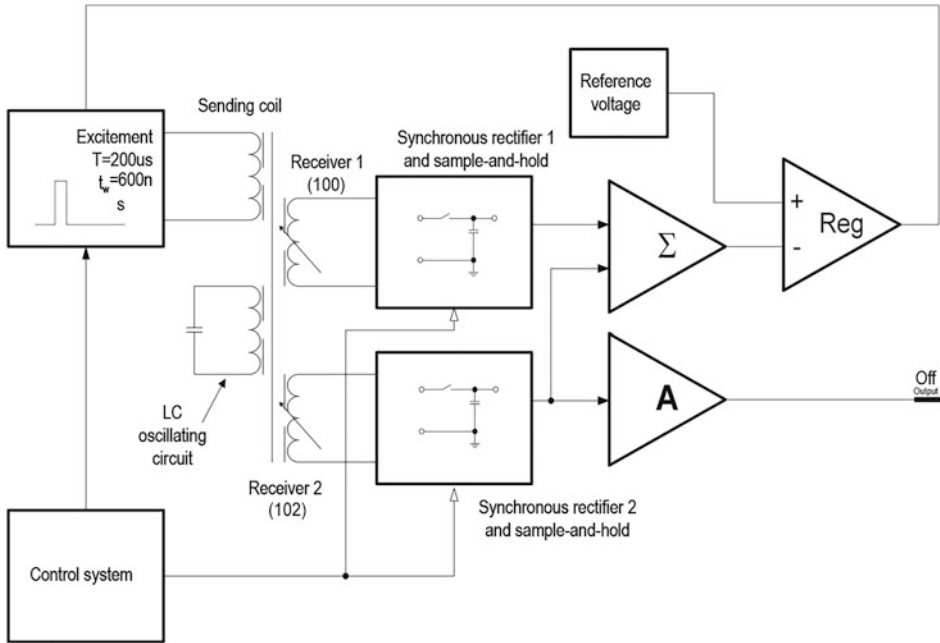 Excitement
T=200us
tw=600n
s
Sending coil
Receiver 1
(100)
Synchronous rectifier 1
and sample-and-hold
Reference
voltage
+
-
Reg
Σ
A
Off
Output
LC
oscillating
circuit
Receiver 2
(102)
Synchronous rectifier 2
and sample-and-hold
Control system